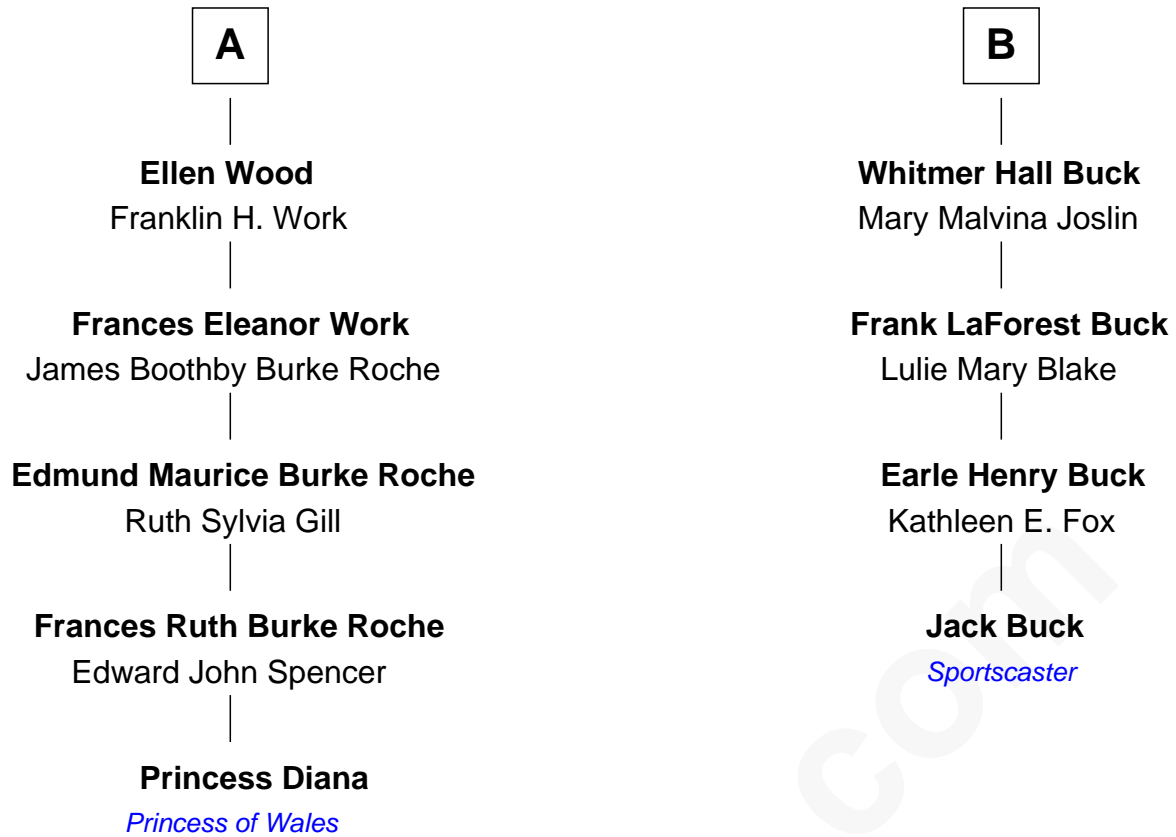 A
Ellen Wood
Franklin H. Work
Frances Eleanor Work
James Boothby Burke Roche
Edmund Maurice Burke Roche
Ruth Sylvia Gill
Frances Ruth Burke Roche
Edward John Spencer
Princess Diana
Princess of Wales
B
Whitmer Hall Buck
Mary Malvina Joslin
Frank LaForest Buck
Lulie Mary Blake
Earle Henry Buck
Kathleen E. Fox
Jack Buck
Sportscaster
com